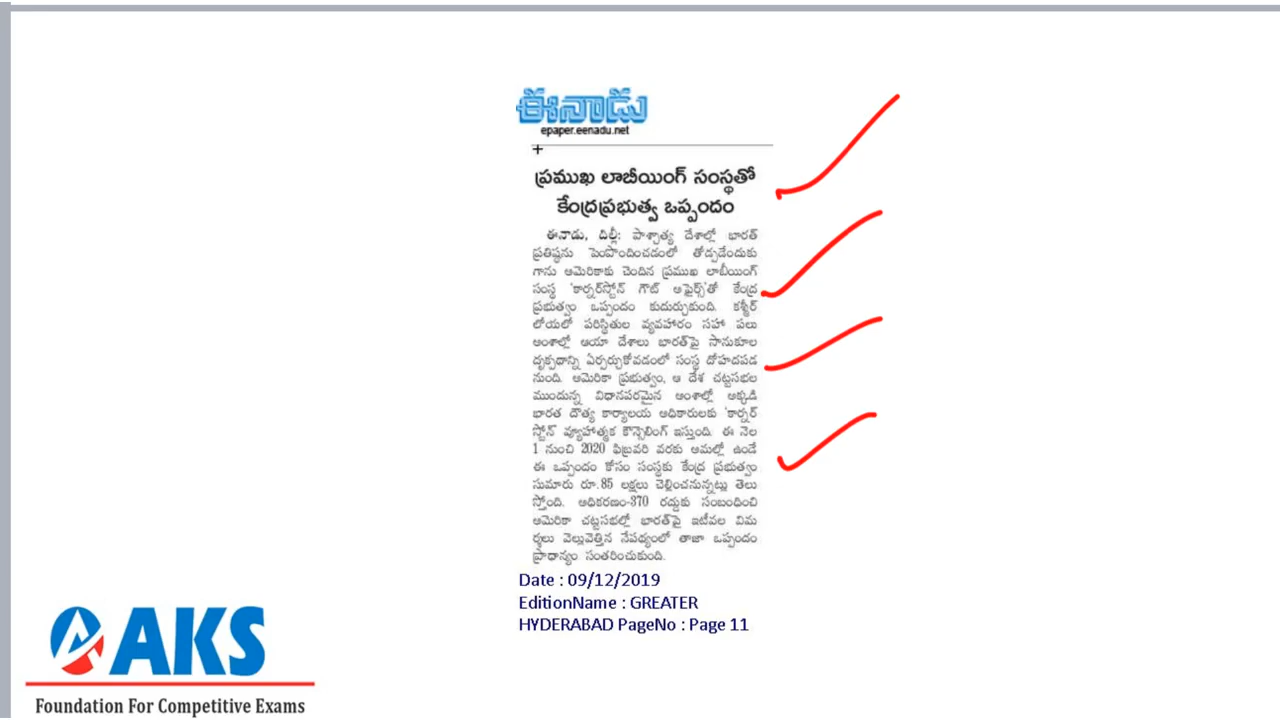 ఈనాడు
epaper.eenadu.net
ప్రముఖ లాబీయింగ్ సంస్థతో
కేంద్రప్రభుత్వ ఒప్పందం
ఈనాడు, దిల్లీ: పాశ్చాత్య దేశాల్లో భారత్
ప్రతిష్ఠను పెంపొందించడంలో తోడ్పడేందుకు
గాను అమెరికాకు చెందిన ప్రముఖ లాబీయింగ్
సంస్థ ‘కార్నర్‌స్టోన్ గౌట్ అఫైర్స్’తో కేంద్ర
ప్రభుత్వం ఒప్పందం కుదుర్చుకుంది. కశ్మీర్
లోయలో పరిస్థితుల వ్యవహారం సహా పలు
అంశాల్లో ఆయా దేశాలు భారత్‌పై సానుకూల
దృక్పథాన్ని ఏర్పర్చుకోవడంలో సంస్థ దోహదపడ
నుంది. అమెరికా ప్రభుత్వం, ఆ దేశ చట్టసభల
ముందున్న విధానపరమైన అంశాల్లో అక్కడి
భారత దౌత్య కార్యాలయ అధికారులకు ‘కార్నర్
స్టోన్’ వ్యూహాత్మక కౌన్సెలింగ్ ఇస్తుంది. ఈ నెల
1 నుంచి 2020 ఫిబ్రవరి వరకు అమల్లో ఉండే
ఈ ఒప్పందం కోసం సంస్థకు కేంద్ర ప్రభుత్వం
సుమారు రూ.85 లక్షలు చెల్లించనున్నట్లు తెలు
స్తోంది. అధికరణం-370 రద్దుకు సంబంధించి
అమెరికా చట్టసభల్లో భారత్‌పై ఇటీవల విమ
ర్శలు వెల్లువెత్తిన నేపథ్యంలో తాజా ఒప్పందం
ప్రాధాన్యం సంతరించుకుంది.
Date : 09/12/2019
EditionName : GREATER
HYDERABAD PageNo : Page 11
AKS
Foundation For Competitive Exams